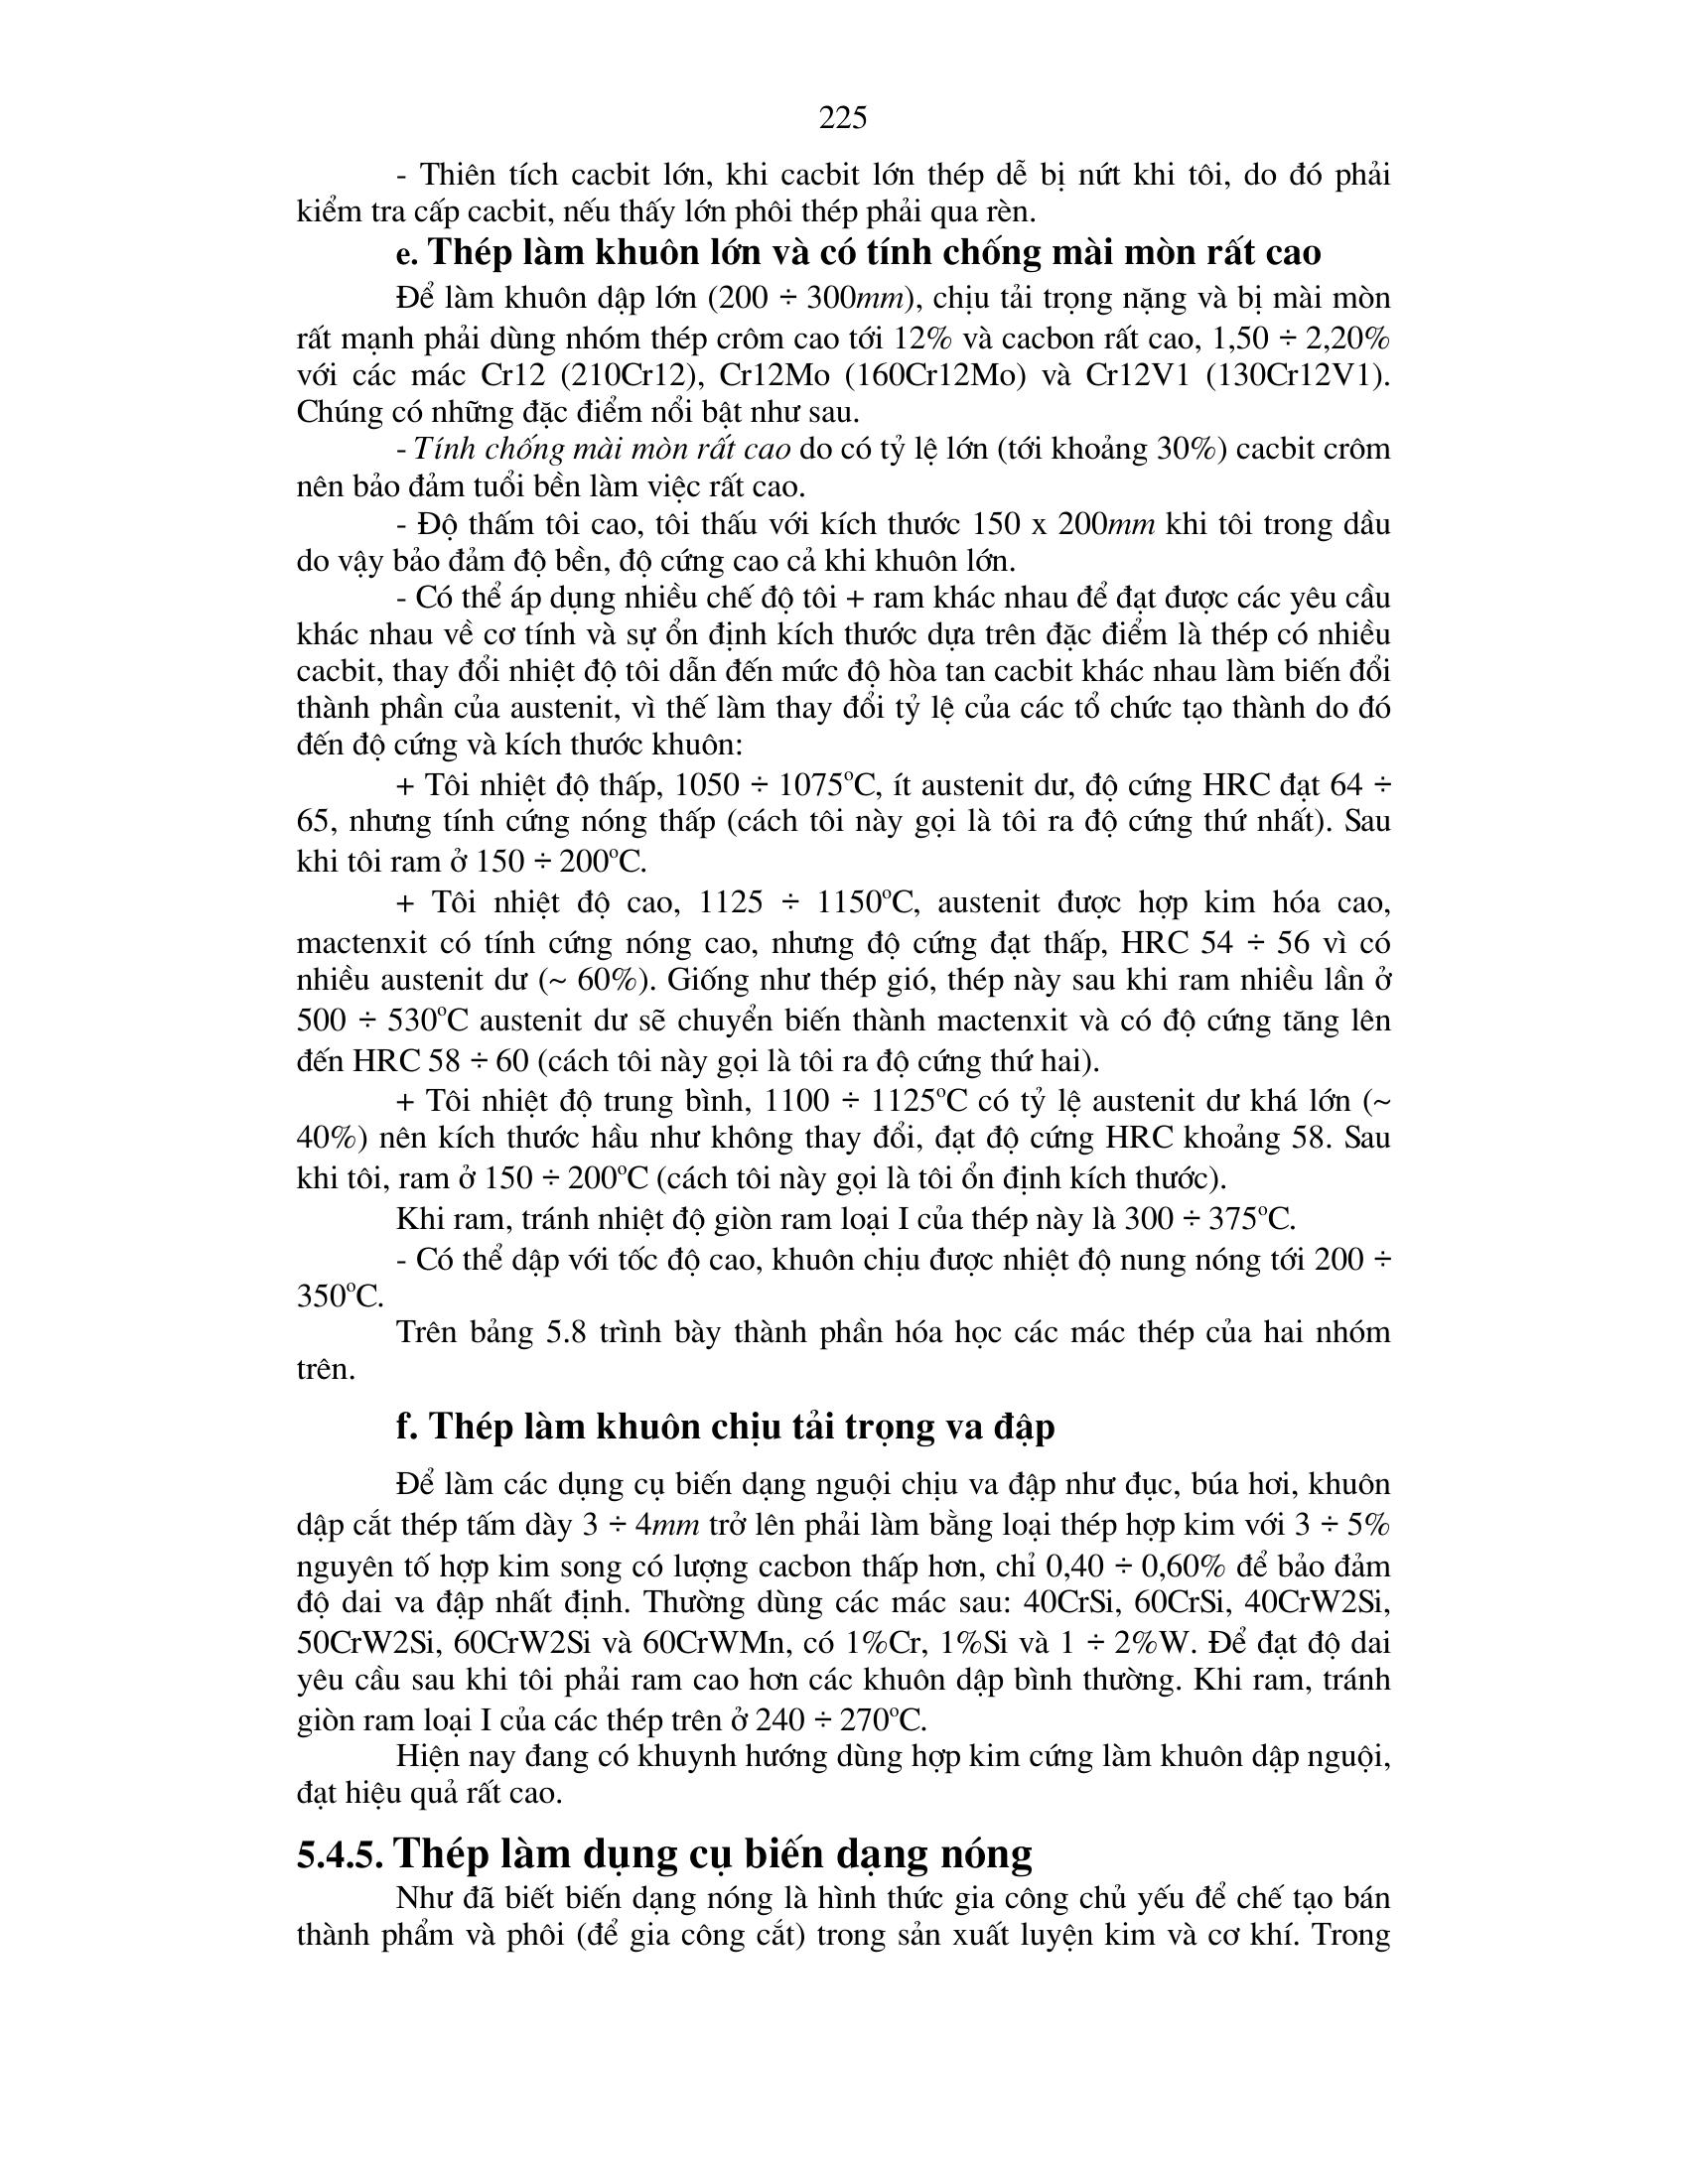 225
- Thiên tích cacbit lớn, khi cacbit lớn thép dễ bị nứt khi tôi, do đó phải
kiểm tra cấp cacbit, nếu thấy lớn phôi thép phải qua rèn.
e. Thép làm khuôn lớn và có tính chống mài mòn rất cao
Để làm khuôn dập lớn (200 ÷ 300mm), chịu tải trọng nặng và bị mài mòn
rất mạnh phải dùng nhóm thép crôm cao tới 12% và cacbon rất cao, 1,50 ÷ 2,20%
với các mác Cr12 (210Cr12), Cr12Mo (160Cr12Mo) và Cr12V1 (130Cr12V1).
Chúng có những đặc điểm nổi bật như sau.
- Tính chống mài mòn rất cao do có tỷ lệ lớn (tới khoảng 30%) cacbit crôm
nên bảo đảm tuổi bền làm việc rất cao.
- Độ thấm tôi cao, tôi thấu với kích thước 150 x 200mm khi tôi trong dầu
do vậy bảo đảm độ bền, độ cứng cao cả khi khuôn lớn.
- Có thể áp dụng nhiều chế độ tôi + ram khác nhau để đạt được các yêu cầu
khác nhau về cơ tính và sự ổn định kích thước dựa trên đặc điểm là thép có nhiều
cacbit, thay đổi nhiệt độ tôi dẫn đến mức độ hòa tan cacbit khác nhau làm biến đổi
thành phần của austenit, vì thế làm thay đổi tỷ lệ của các tổ chức tạo thành do đó
đến độ cứng và kích thước khuôn:
+ Tôi nhiệt độ thấp, 1050 ÷ 1075°C, ít austenit dư, độ cứng HRC đạt 64 ÷
65, nhưng tính cứng nóng thấp (cách tôi này gọi là tôi ra độ cứng thứ nhất). Sau
khi tôi ram ở 150 ÷ 200°C.
+ Tôi nhiệt độ cao, 1125 ÷ 1150°C, austenit được hợp kim hóa cao,
mactenxit có tính cứng nóng cao, nhưng độ cứng đạt thấp, HRC 54 ÷ 56 vì có
nhiều austenit dư (~ 60%). Giống như thép gió, thép này sau khi ram nhiều lần ở
500 ÷ 530°C austenit dư sẽ chuyển biến thành mactenxit và có độ cứng tăng lên
đến HRC 58 ÷ 60 (cách tôi này gọi là tôi ra độ cứng thứ hai).
+ Tôi nhiệt độ trung bình, 1100 ÷ 1125°C có tỷ lệ austenit dư khá lớn (~
40%) nên kích thước hầu như không thay đổi, đạt độ cứng HRC khoảng 58. Sau
khi tôi, ram ở 150 ÷ 200°C (cách tôi này gọi là tôi ổn định kích thước).
Khi ram, tránh nhiệt độ giòn ram loại I của thép này là 300 ÷ 375°C.
- Có thể dập với tốc độ cao, khuôn chịu được nhiệt độ nung nóng tới 200 ÷
350°C.
Trên bảng 5.8 trình bày thành phần hóa học các mác thép của hai nhóm
trên.
f. Thép làm khuôn chịu tải trọng va đập
Để làm các dụng cụ biến dạng nguội chịu va đập như đục, búa hơi, khuôn
dập cắt thép tấm dày 3 ÷ 4mm trở lên phải làm bằng loại thép hợp kim với 3 ÷ 5%
nguyên tố hợp kim song có lượng cacbon thấp hơn, chỉ 0,40 ÷ 0,60% để bảo đảm
độ dai va đập nhất định. Thường dùng các mác sau: 40CrSi, 60CrSi, 40CrW2Si,
50CrW2Si, 60CrW2Si và 60CrWMn, có 1%Cr, 1%Si và 1 ÷ 2%W. Để đạt độ dai
yêu cầu sau khi tôi phải ram cao hơn các khuôn dập bình thường. Khi ram, tránh
giòn ram loại I của các thép trên ở 240 ÷ 270°C.
Hiện nay đang có khuynh hướng dùng hợp kim cứng làm khuôn dập nguội,
đạt hiệu quả rất cao.
5.4.5. Thép làm dụng cụ biến dạng nóng
Như đã biết biến dạng nóng là hình thức gia công chủ yếu để chế tạo bán
thành phẩm và phôi (để gia công cắt) trong sản xuất luyện kim và cơ khí. Trong